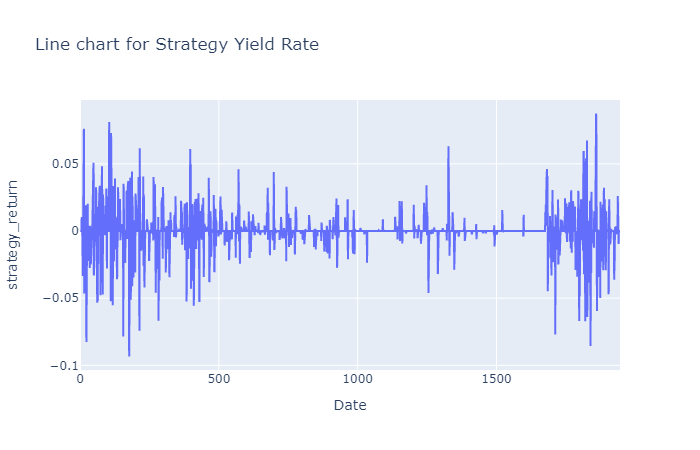 Line chart for Strategy Yield Rate
strategy_return
0.05
0
−0.05
−0.1
0 500 1000 1500
Date